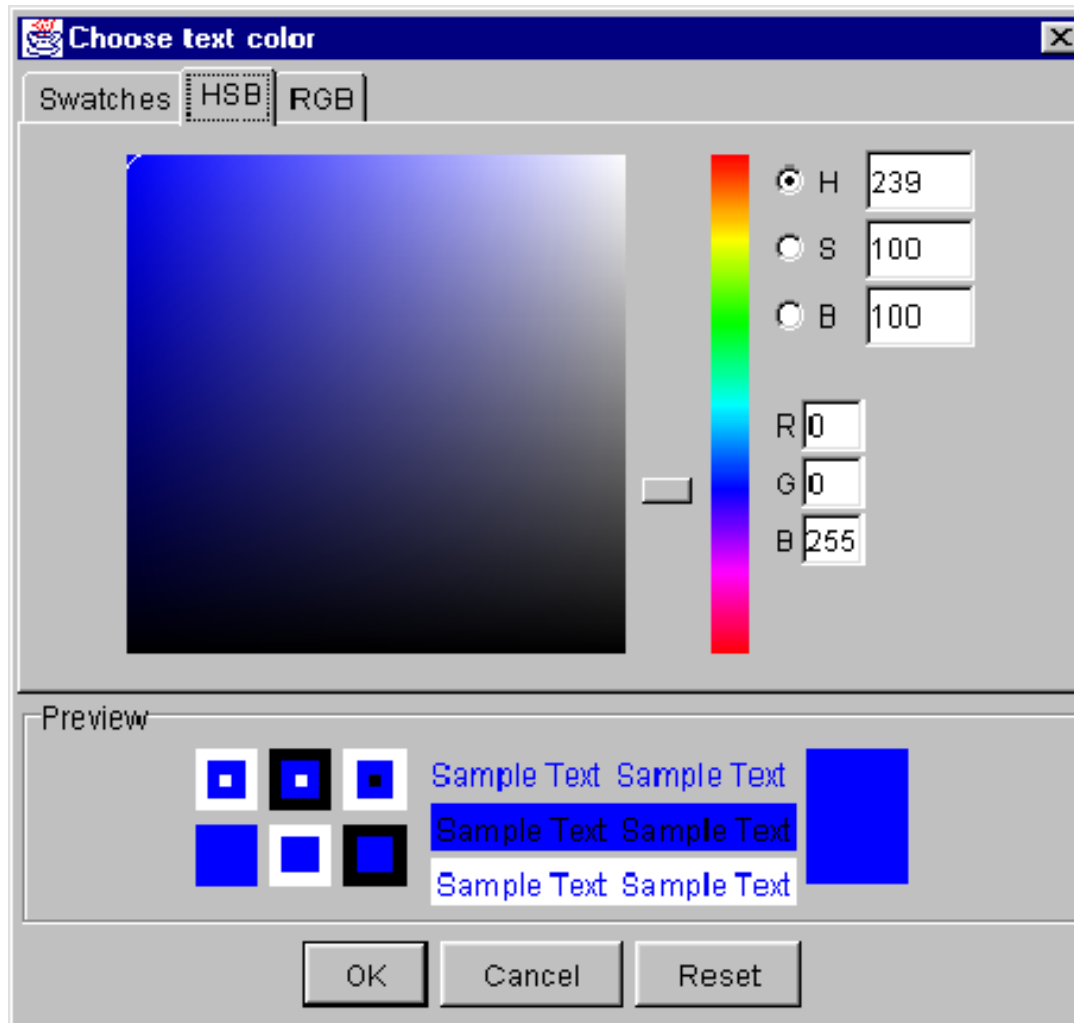 Choose text color
Swatches HSB RGB
H 239
S 100
B 100
R 0
G 0
B 255
Preview
Sample Text Sample Text
Sample Text Sample Text
Sample Text Sample Text
OK Cancel Reset